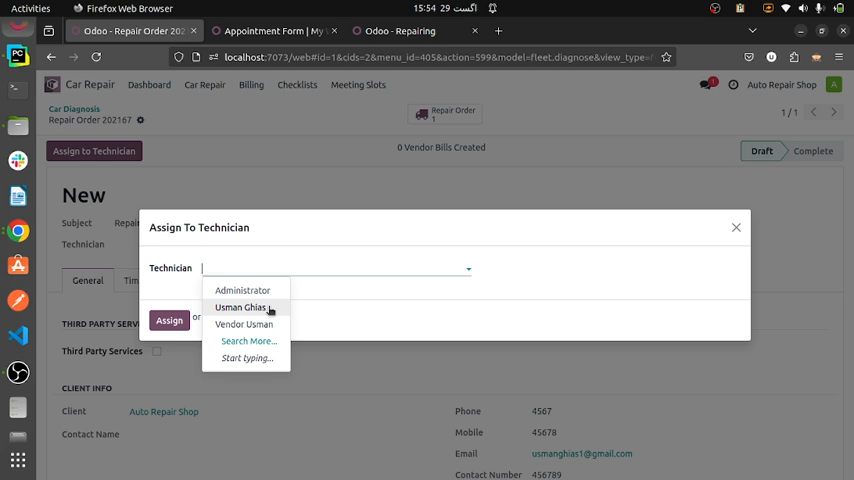 Activities
Firefox Web Browser
15:54 29 أگست
Odoo - Repair Order 202
Appointment Form | My V
Odoo - Repairing
localhost:7073/web#id=1&cids=2&menu_id=405&action=599&model=fleet.diagnose&view_type=
Car Repair
Dashboard
Car Repair
Billing
Checklists
Meeting Slots
1
Auto Repair Shop
A
Car Diagnosis
Repair Order 202167
Repair Order
1
1 / 1
Assign to Technician
0 Vendor Bills Created
Draft
Complete
New
Subject
Repai
Technician
General
Tim
Assign To Technician
Technician
Administrator
Usman Ghias
Vendor Usman
Search More...
Start typing...
Assign
or
THIRD PARTY SERV
Third Party Services
CLIENT INFO
Client
Auto Repair Shop
Contact Name
Phone
4567
Mobile
45678
Email
usmanghias1@gmail.com
Contact Number
456789